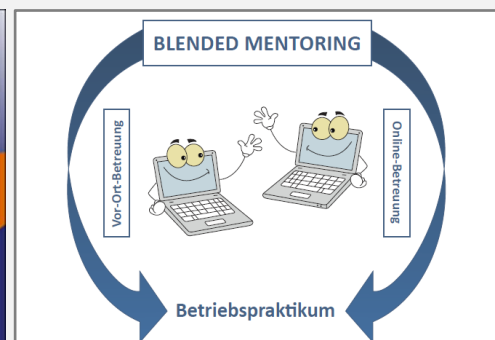 BLENDED MENTORING
Vor-Ort-Betreuung
Online-Betreuung
Betriebspraktikum